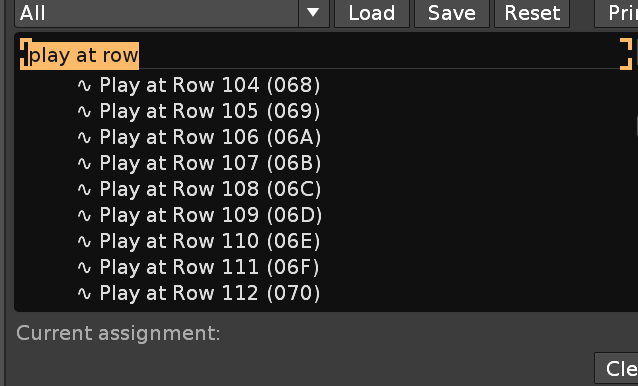 All Load Save Reset Pri
play at row
∿ Play at Row 104 (068)
∿ Play at Row 105 (069)
∿ Play at Row 106 (06A)
∿ Play at Row 107 (06B)
∿ Play at Row 108 (06C)
∿ Play at Row 109 (06D)
∿ Play at Row 110 (06E)
∿ Play at Row 111 (06F)
∿ Play at Row 112 (070)
Current assignment:
Cle